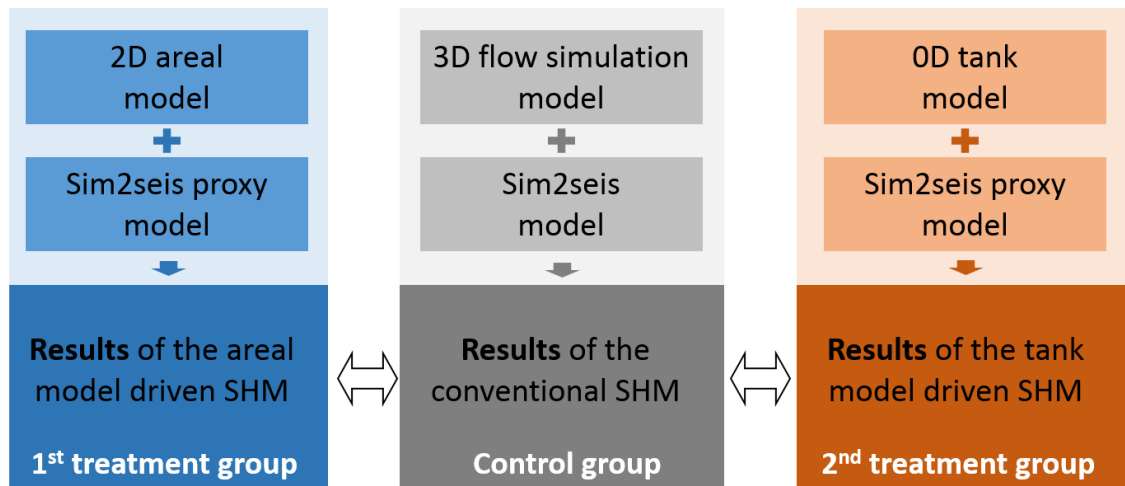 2D areal
model
Sim2seis proxy
model
Results of the areal
model driven SHM
1st treatment group
3D flow simulation
model
Sim2seis
model
Results of the
conventional SHM
Control group
0D tank
model
Sim2seis proxy
model
Results of the tank
model driven SHM
2nd treatment group